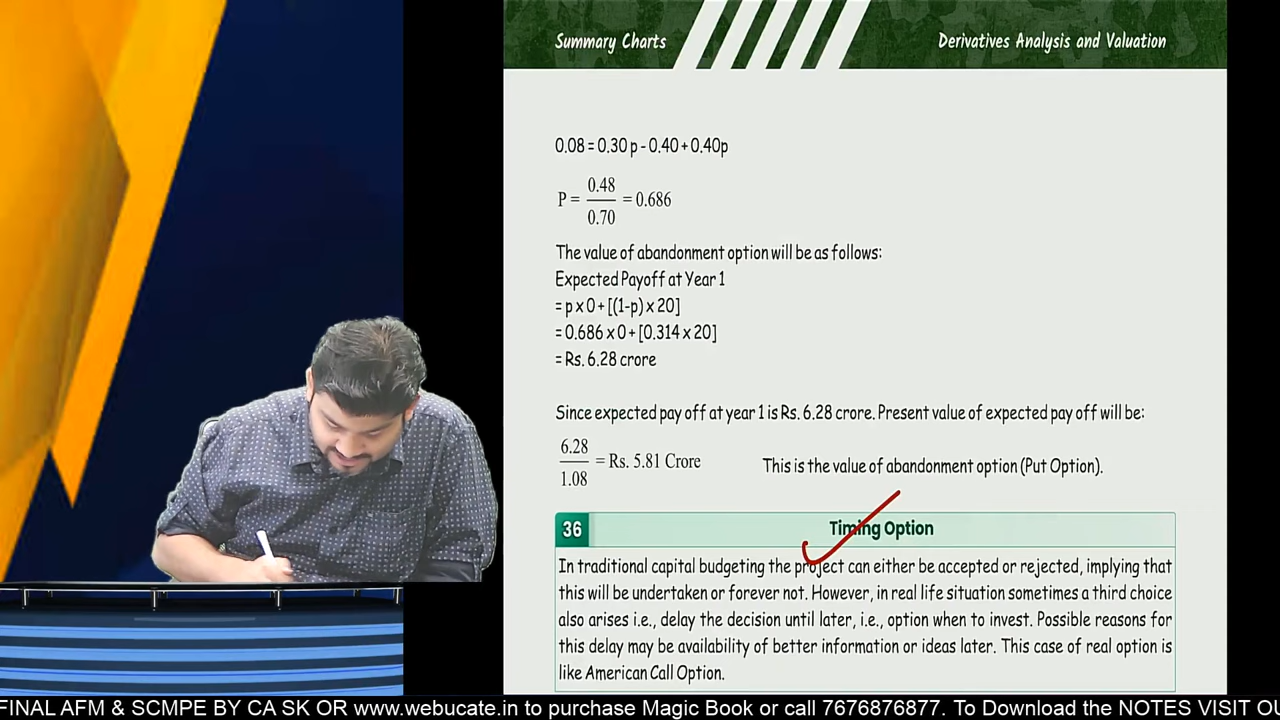 Summary Charts
Derivatives Analysis and Valuation
0.08 = 0.30 p - 0.40 + 0.40p
P = 0.48 / 0.70 = 0.686
The value of abandonment option will be as follows:
Expected Payoff at Year 1
= p x 0 + [(1-p) x 20]
= 0.686 x 0 + [0.314 x 20]
= Rs. 6.28 crore
Since expected pay off at year 1 is Rs. 6.28 crore. Present value of expected pay off will be:
6.28 / 1.08 = Rs. 5.81 Crore
This is the value of abandonment option (Put Option).
36 Timing Option
In traditional capital budgeting the project can either be accepted or rejected, implying that
this will be undertaken or forever not. However, in real life situation sometimes a third choice
also arises i.e., delay the decision until later, i.e., option when to invest. Possible reasons for
this delay may be availability of better information or ideas later. This case of real option is
like American Call Option.
FINAL AFM & SCMPE BY CA SK OR www.webucate.in to purchase Magic Book or call 7676876877. To Download the NOTES VISIT OU